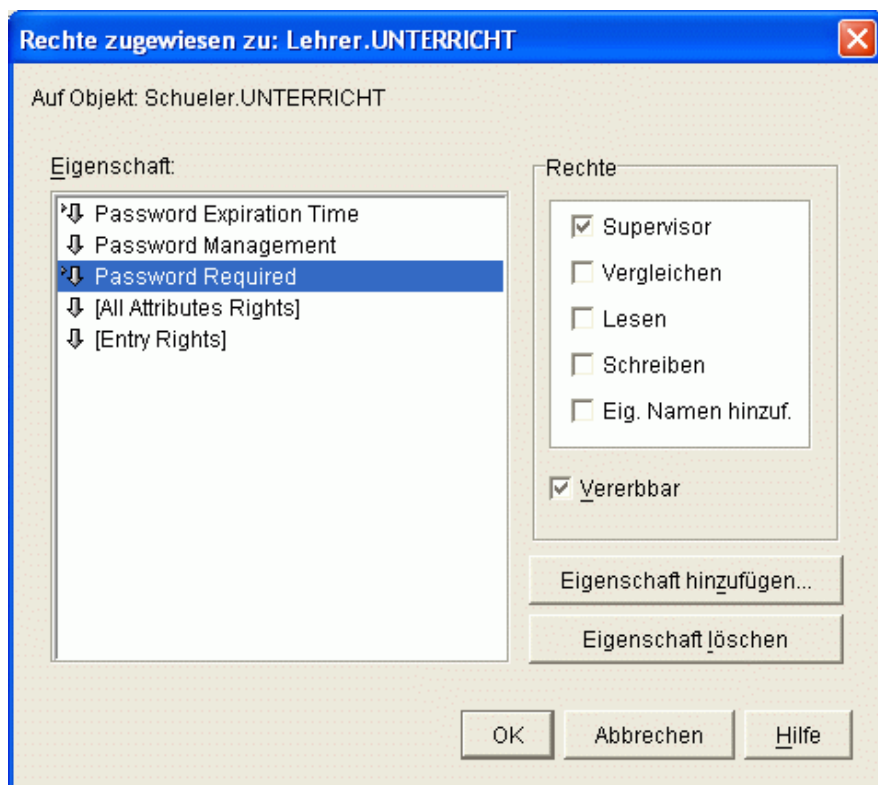 Rechte zugewiesen zu: Lehrer.UNTERRICHT
Auf Objekt: Schueler.UNTERRICHT
Eigenschaft:
Password Expiration Time
Password Management
Password Required
[All Attributes Rights]
[Entry Rights]
Rechte
Supervisor
Vergleichen
Lesen
Schreiben
Eig. Namen hinzuf.
Vererbbar
Eigenschaft hinzufügen...
Eigenschaft löschen
OK
Abbrechen
Hilfe